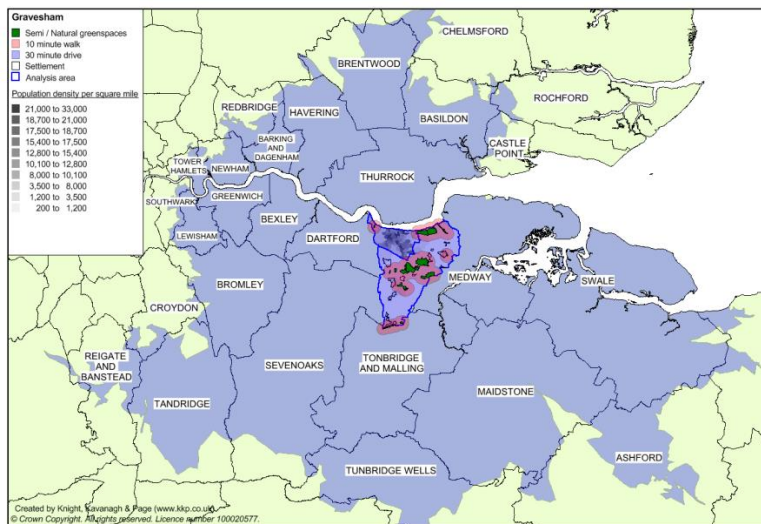 Gravesham
Semi / Natural greenspaces
10 minute walk
30 minute drive
Settlement
Analysis area
Population density per square mile
21,000 to 33,000
18,700 to 21,000
17,500 to 18,700
15,400 to 17,500
12,800 to 15,400
10,100 to 12,800
8,000 to 10,100
3,500 to 8,000
1,200 to 3,500
200 to 1,200
CHELMSFORD
BRENTWOOD
ROCHFORD
REDBRIDGE
HAVERING
BASILDON
BARKING
AND
DAGENHAM
CASTLE
POINT
TOWER
HAMLETS
NEWHAM
THURROCK
SOUTHWARK
GREENWICH
BEXLEY
LEWISHAM
DARTFORD
MEDWAY
SWALE
BROMLEY
CROYDON
REIGATE
AND
BANSTEAD
SEVENOAKS
TONBRIDGE
AND MALLING
MAIDSTONE
TANDRIDGE
ASHFORD
TUNBRIDGE WELLS
Created by Knight, Kavanagh & Page (www.kkp.co.uk)
© Crown Copyright. All rights reserved. Licence number 100020577.